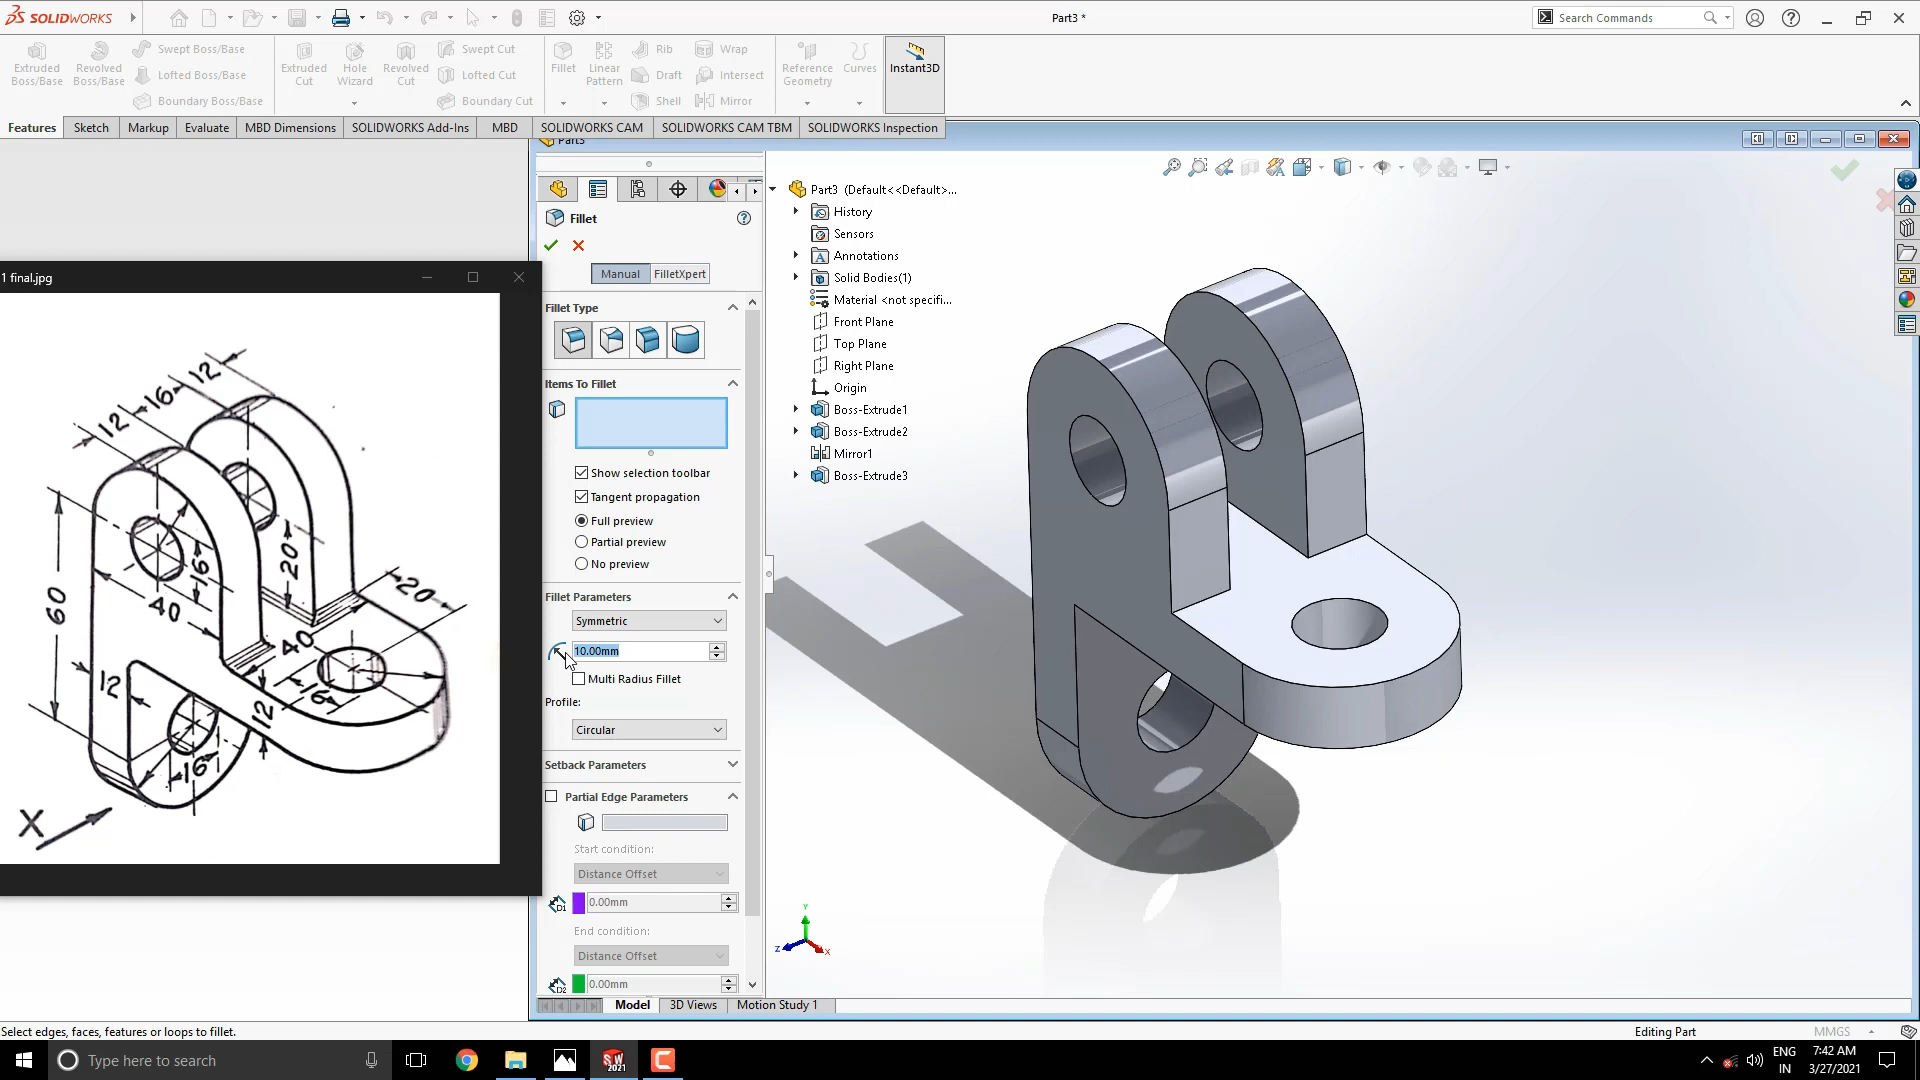 SOLIDWORKS
Part3 *
Search Commands
Extruded Boss/Base
Revolved Boss/Base
Swept Boss/Base
Lofted Boss/Base
Boundary Boss/Base
Extruded Cut
Hole Wizard
Revolved Cut
Swept Cut
Lofted Cut
Boundary Cut
Fillet
Linear Pattern
Rib
Draft
Shell
Wrap
Intersect
Mirror
Reference Geometry
Curves
Instant3D
Features
Sketch
Markup
Evaluate
MBD Dimensions
SOLIDWORKS Add-Ins
MBD
SOLIDWORKS CAM
SOLIDWORKS CAM TBM
SOLIDWORKS Inspection
Part3
1 final.jpg
12
16
12
60
40
16
20
40
20
12
16
12
16
X
Fillet
Manual
FilletXpert
Fillet Type
Items To Fillet
Show selection toolbar
Tangent propagation
Full preview
Partial preview
No preview
Fillet Parameters
Symmetric
10.00mm
Multi Radius Fillet
Profile:
Circular
Setback Parameters
Partial Edge Parameters
Start condition:
Distance Offset
D1
0.00mm
End condition:
Distance Offset
D2
0.00mm
Part3 (Default<<Default>...
History
Sensors
Annotations
Solid Bodies(1)
Material <not specifi...
Front Plane
Top Plane
Right Plane
Origin
Boss-Extrude1
Boss-Extrude2
Mirror1
Boss-Extrude3
Y
Z
X
Model
3D Views
Motion Study 1
Select edges, faces, features or loops to fillet.
Editing Part
MMGS
Type here to search
SW
2021
ENG
IN
7:42 AM
3/27/2021